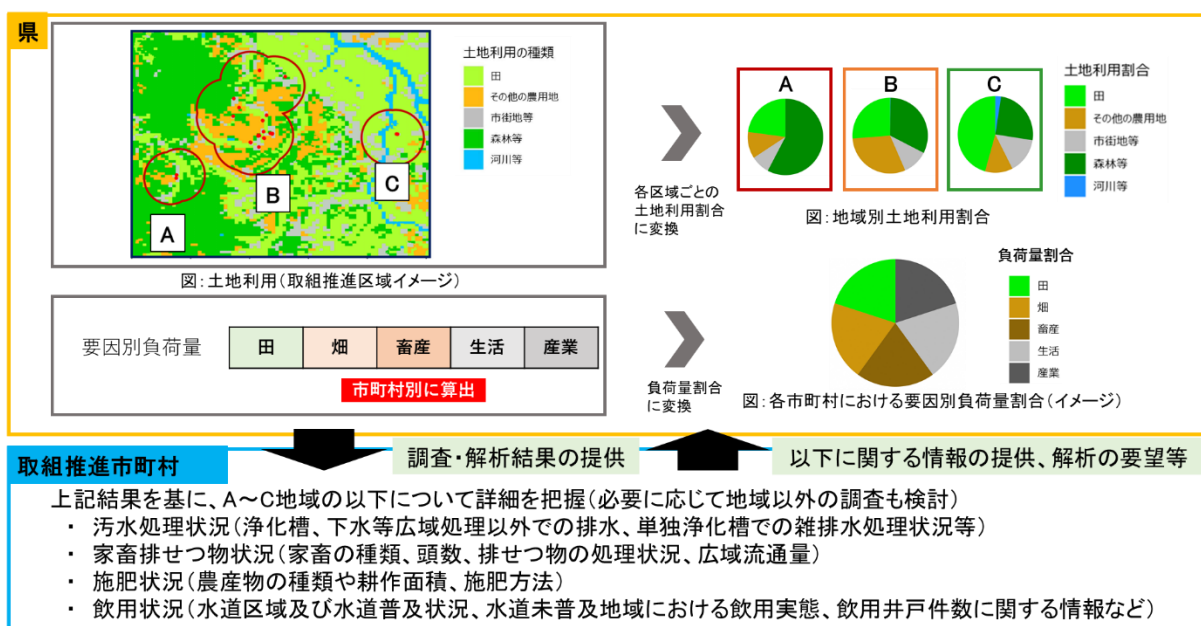 県
土地利用の種類
田
その他の農用地
市街地等
森林等
河川等
A
B
C
図:土地利用(取組推進区域イメージ)
各区域ごとの
土地利用割合
に変換
A
B
C
土地利用割合
田
その他の農用地
市街地等
森林等
河川等
図:地域別土地利用割合
要因別負荷量
田
畑
畜産
生活
産業
市町村別に算出
負荷量割合
に変換
負荷量割合
田
畑
畜産
生活
産業
図:各市町村における要因別負荷量割合(イメージ)
取組推進市町村
調査・解析結果の提供
以下に関する情報の提供、解析の要望等
上記結果を基に、A~C地域の以下について詳細を把握(必要に応じて地域以外の調査も検討)
・ 汚水処理状況(浄化槽、下水等広域処理以外での排水、単独浄化槽での雑排水処理状況等)
・ 家畜排せつ物状況(家畜の種類、頭数、排せつ物の処理状況、広域流通量)
・ 施肥状況(農産物の種類や耕作面積、施肥方法)
・ 飲用状況(水道区域及び水道普及状況、水道未普及地域における飲用実態、飲用井戸件数に関する情報など)